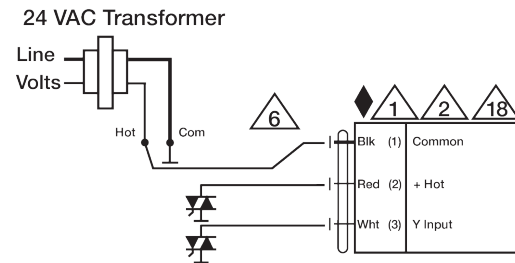 24 VAC Transformer
Line
Volts
Hot Com
6
1 2 18
Blk (1) Common
Red (2) + Hot
Wht (3) Y Input